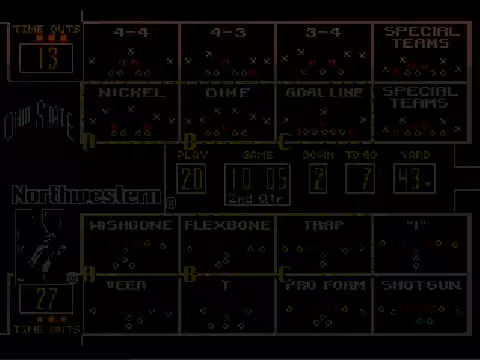 TIME OUTS
13
4-4 4-3 3-4 SPECIAL TEAMS
NICKEL DIME GOAL LINE SPECIAL TEAMS
OHIO STATE
A B C
PLAY GAME DOWN TO GO YARD
20 10:05 2 7 43
2nd Qtr
Northwestern
WISHBONE FLEXBONE TRAP "I"
A B C
VEER T PRO FORM SHOTGUN
27
TIME OUTS